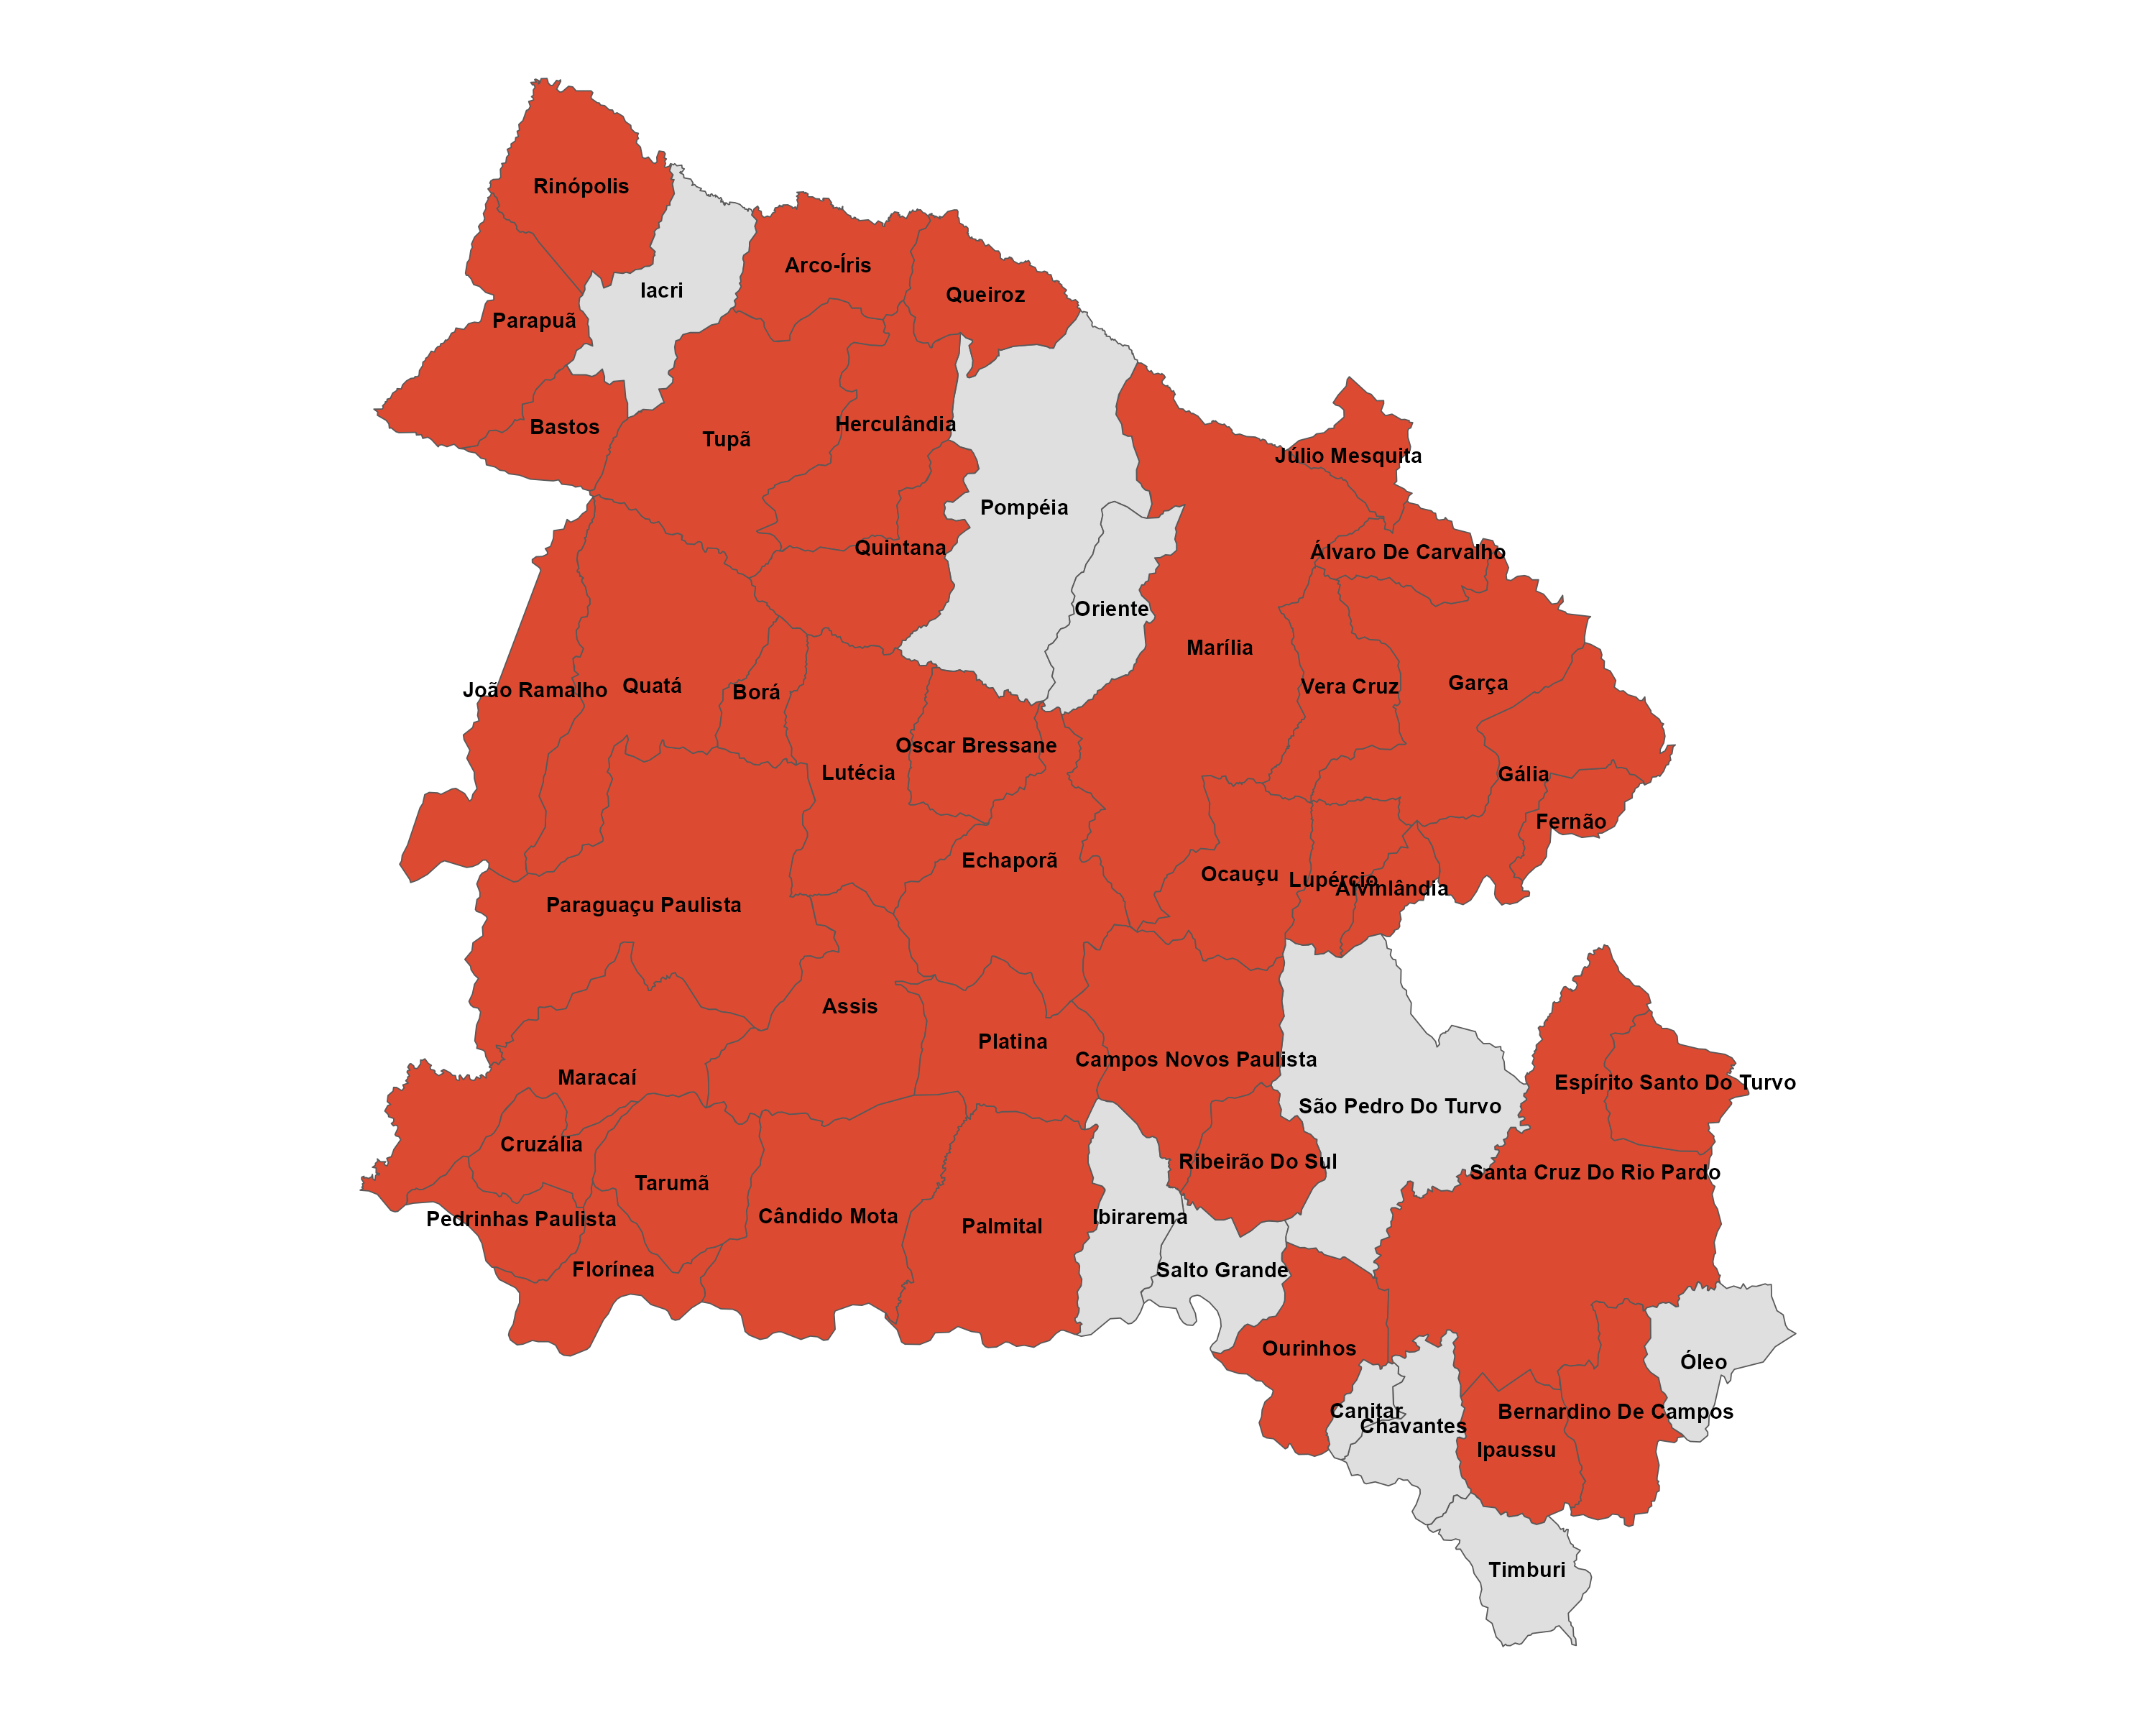 Rinópolis
Arco-Íris
Iacri
Queiroz
Parapuã
Herculândia
Bastos
Tupã
Júlio Mesquita
Pompéia
Quintana
Álvaro De Carvalho
Oriente
Marília
Garça
Quatá
Vera Cruz
João Ramalho
Borá
Oscar Bressane
Lutécia
Gália
Fernão
Echaporã
Ocauçu
Lupércio
Alvinlândia
Paraguaçu Paulista
Assis
Platina
Campos Novos Paulista
Maracaí
Espírito Santo Do Turvo
São Pedro Do Turvo
Cruzália
Ribeirão Do Sul
Santa Cruz Do Rio Pardo
Tarumã
Cândido Mota
Ibirarema
Pedrinhas Paulista
Palmital
Florínea
Salto Grande
Ourinhos
Óleo
Canitar
Bernardino De Campos
Chavantes
Ipaussu
Timburi